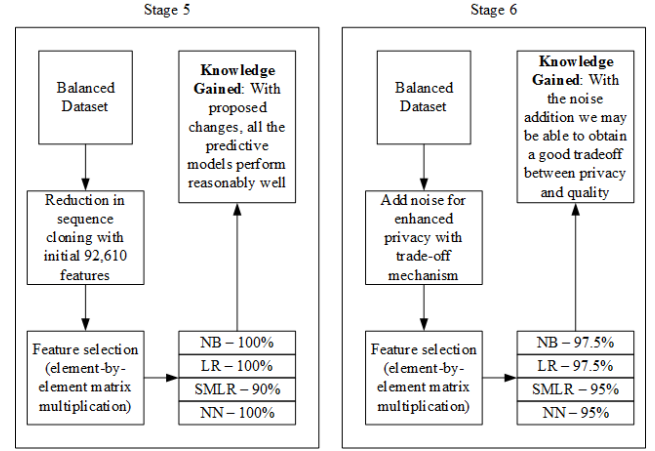 Stage 5
Balanced
Dataset
Reduction in
sequence
cloning with
initial 92,610
features
Feature selection
(element-by-
element matrix
multiplication)
Knowledge
Gained: With
proposed
changes, all the
predictive
models perform
reasonably well
NB – 100%
LR – 100%
SMLR – 90%
NN – 100%
Stage 6
Balanced
Dataset
Add noise for
enhanced
privacy with
trade-off
mechanism
Feature selection
(element-by-
element matrix
multiplication)
Knowledge
Gained: With
the noise
addition we may
be able to obtain
a good tradeoff
between privacy
and quality
NB – 97.5%
LR – 97.5%
SMLR – 95%
NN – 95%